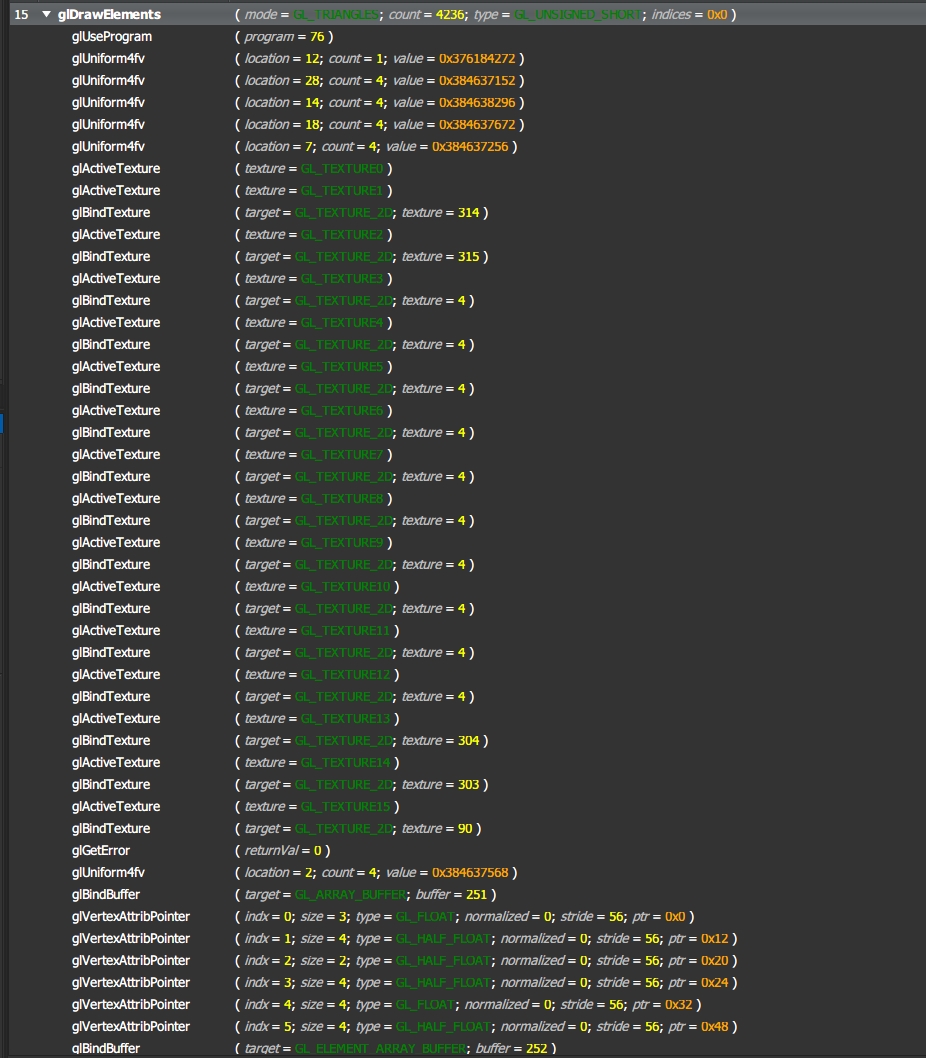 15 ▼ glDrawElements ( mode = GL_TRIANGLES; count = 4236; type = GL_UNSIGNED_SHORT; indices = 0x0 )
glUseProgram ( program = 76 )
glUniform4fv ( location = 12; count = 1; value = 0x376184272 )
glUniform4fv ( location = 28; count = 4; value = 0x384637152 )
glUniform4fv ( location = 14; count = 4; value = 0x384638296 )
glUniform4fv ( location = 18; count = 4; value = 0x384637672 )
glUniform4fv ( location = 7; count = 4; value = 0x384637256 )
glActiveTexture ( texture = GL_TEXTURE0 )
glActiveTexture ( texture = GL_TEXTURE1 )
glBindTexture ( target = GL_TEXTURE_2D; texture = 314 )
glActiveTexture ( texture = GL_TEXTURE2 )
glBindTexture ( target = GL_TEXTURE_2D; texture = 315 )
glActiveTexture ( texture = GL_TEXTURE3 )
glBindTexture ( target = GL_TEXTURE_2D; texture = 4 )
glActiveTexture ( texture = GL_TEXTURE4 )
glBindTexture ( target = GL_TEXTURE_2D; texture = 4 )
glActiveTexture ( texture = GL_TEXTURE5 )
glBindTexture ( target = GL_TEXTURE_2D; texture = 4 )
glActiveTexture ( texture = GL_TEXTURE6 )
glBindTexture ( target = GL_TEXTURE_2D; texture = 4 )
glActiveTexture ( texture = GL_TEXTURE7 )
glBindTexture ( target = GL_TEXTURE_2D; texture = 4 )
glActiveTexture ( texture = GL_TEXTURE8 )
glBindTexture ( target = GL_TEXTURE_2D; texture = 4 )
glActiveTexture ( texture = GL_TEXTURE9 )
glBindTexture ( target = GL_TEXTURE_2D; texture = 4 )
glActiveTexture ( texture = GL_TEXTURE10 )
glBindTexture ( target = GL_TEXTURE_2D; texture = 4 )
glActiveTexture ( texture = GL_TEXTURE11 )
glBindTexture ( target = GL_TEXTURE_2D; texture = 4 )
glActiveTexture ( texture = GL_TEXTURE12 )
glBindTexture ( target = GL_TEXTURE_2D; texture = 4 )
glActiveTexture ( texture = GL_TEXTURE13 )
glBindTexture ( target = GL_TEXTURE_2D; texture = 304 )
glActiveTexture ( texture = GL_TEXTURE14 )
glBindTexture ( target = GL_TEXTURE_2D; texture = 303 )
glActiveTexture ( texture = GL_TEXTURE15 )
glBindTexture ( target = GL_TEXTURE_2D; texture = 90 )
glGetError ( returnVal = 0 )
glUniform4fv ( location = 2; count = 4; value = 0x384637568 )
glBindBuffer ( target = GL_ARRAY_BUFFER; buffer = 251 )
glVertexAttribPointer ( indx = 0; size = 3; type = GL_FLOAT; normalized = 0; stride = 56; ptr = 0x0 )
glVertexAttribPointer ( indx = 1; size = 4; type = GL_HALF_FLOAT; normalized = 0; stride = 56; ptr = 0x12 )
glVertexAttribPointer ( indx = 2; size = 2; type = GL_HALF_FLOAT; normalized = 0; stride = 56; ptr = 0x20 )
glVertexAttribPointer ( indx = 3; size = 4; type = GL_HALF_FLOAT; normalized = 0; stride = 56; ptr = 0x24 )
glVertexAttribPointer ( indx = 4; size = 4; type = GL_FLOAT; normalized = 0; stride = 56; ptr = 0x32 )
glVertexAttribPointer ( indx = 5; size = 4; type = GL_HALF_FLOAT; normalized = 0; stride = 56; ptr = 0x48 )
glBindBuffer ( target = GL_ELEMENT_ARRAY_BUFFER; buffer = 252 )